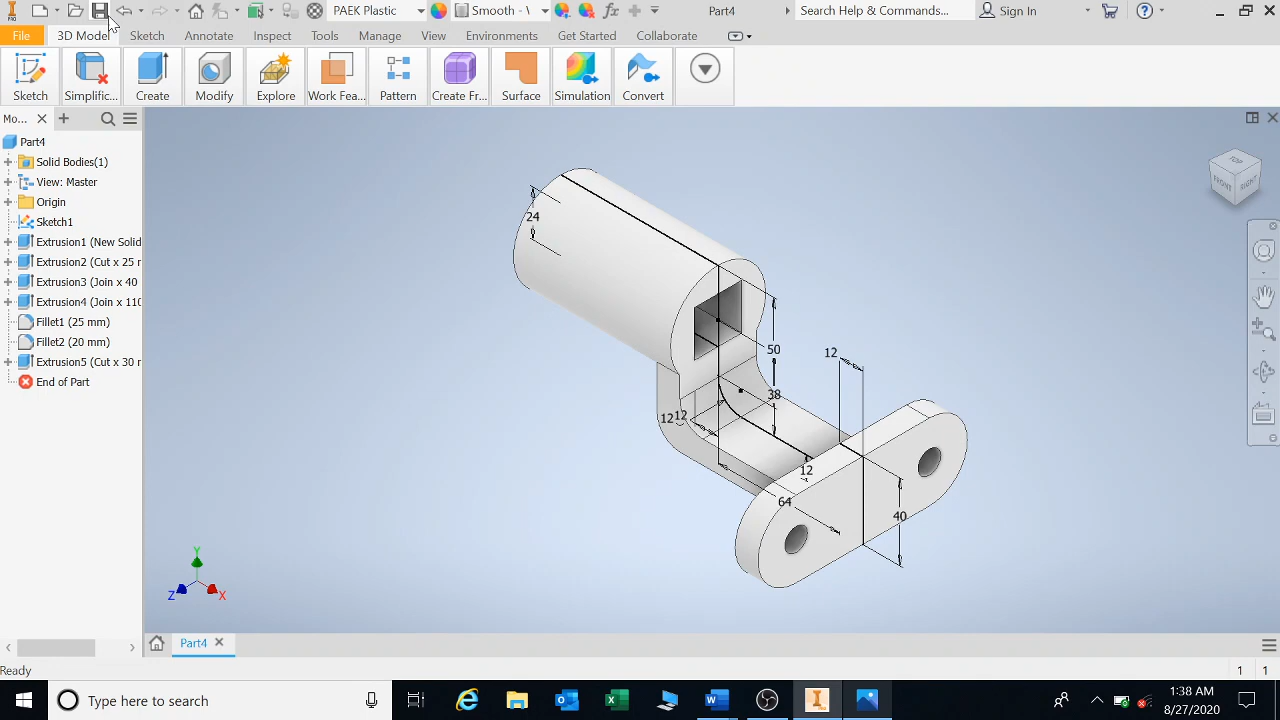 PRO PAEK Plastic Smooth - \ Part4 Search Help & Commands... Sign In
File 3D Model Sketch Annotate Inspect Tools Manage View Environments Get Started Collaborate
Sketch Simplific... Create Modify Explore Work Fea... Pattern Create Fr... Surface Simulation Convert
Mo...
Part4
Solid Bodies(1)
View: Master
Origin
Sketch1
Extrusion1 (New Solid
Extrusion2 (Cut x 25 m
Extrusion3 (Join x 40
Extrusion4 (Join x 110
Fillet1 (25 mm)
Fillet2 (20 mm)
Extrusion5 (Cut x 30 m
End of Part
TOP
FRONT RIGHT
24
50
12
38
12 12
12
64
40
Y
Z X
Part4
Ready 1 1
Type here to search
1:38 AM
8/27/2020